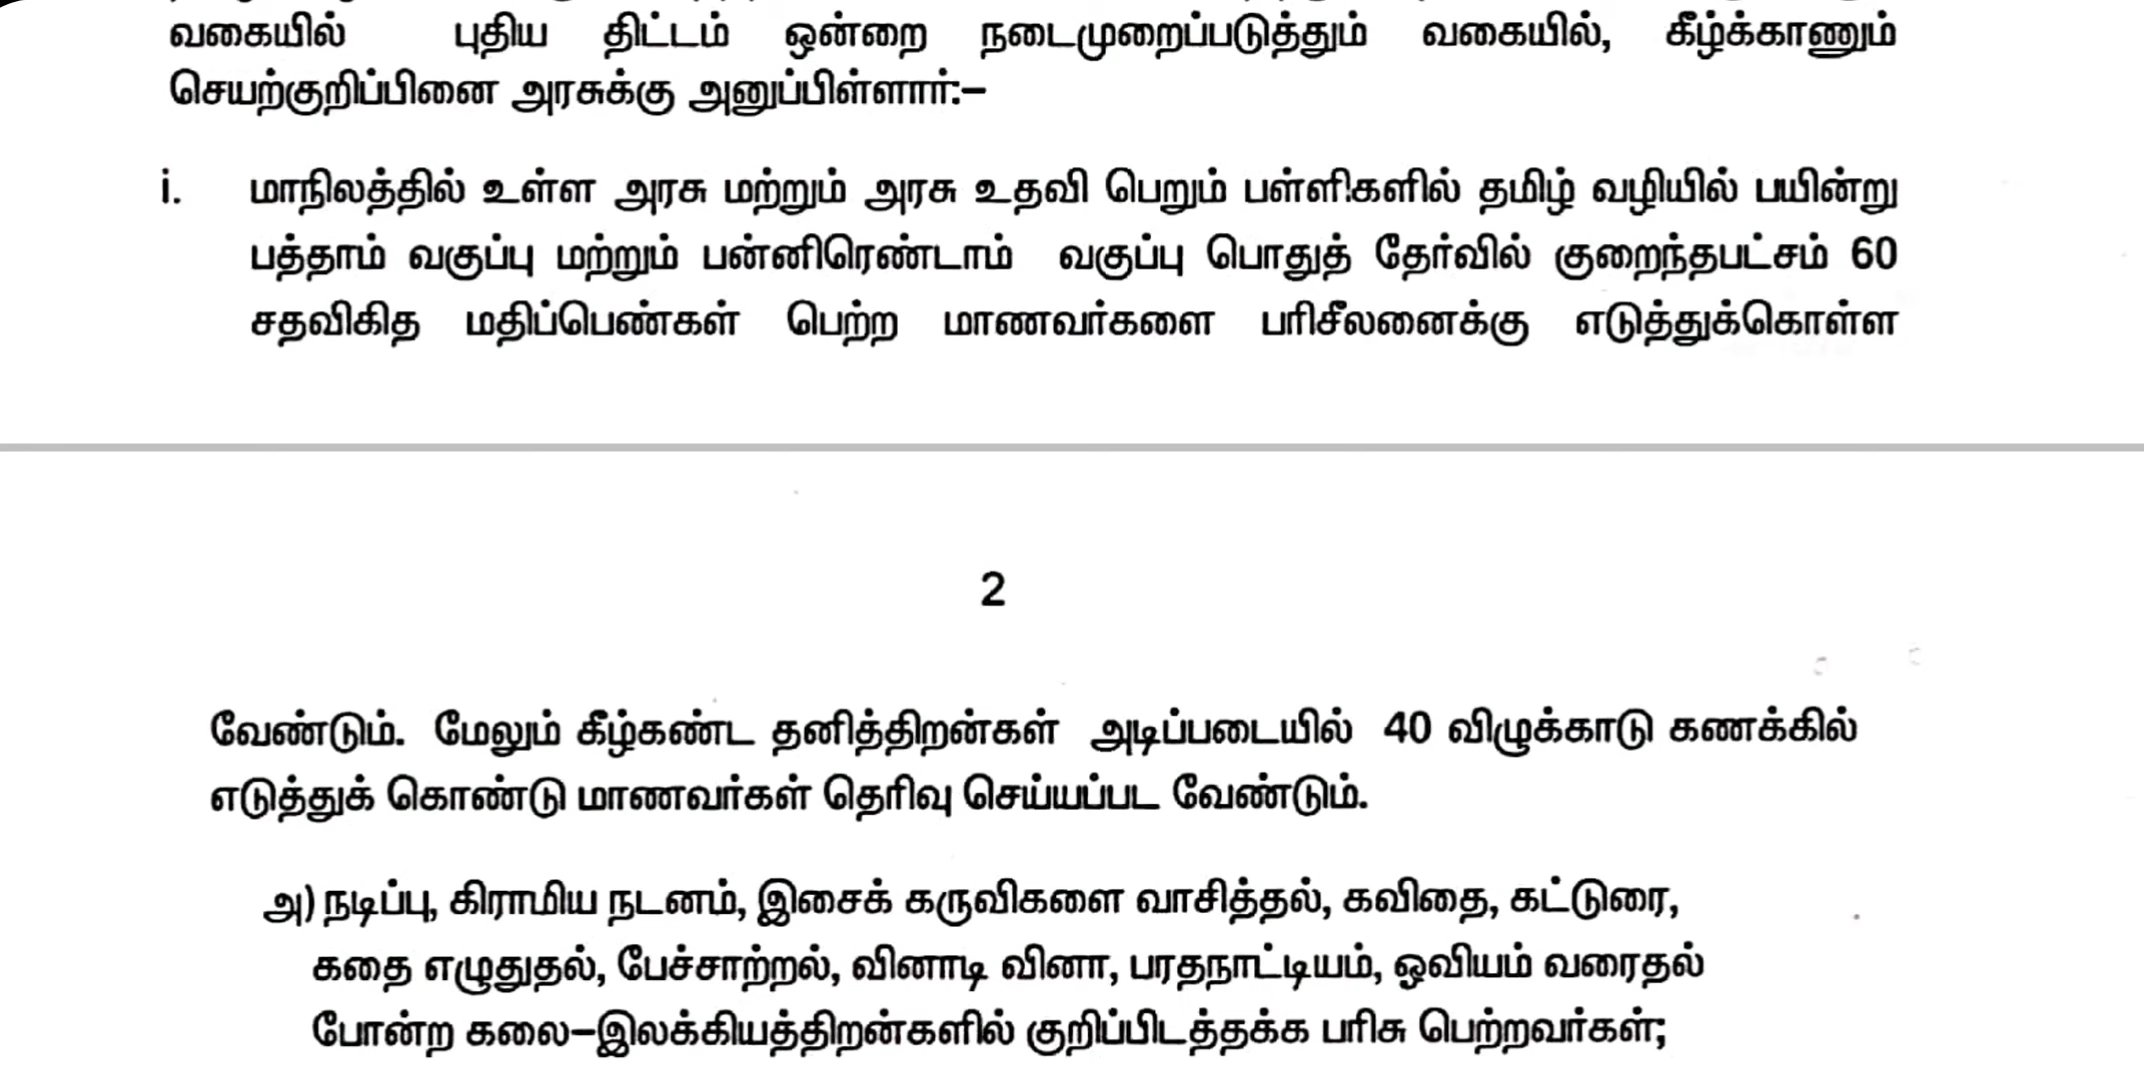 வகையில் புதிய திட்டம் ஒன்றை நடைமுறைப்படுத்தும் வகையில், கீழ்க்காணும்
செயற்குறிப்பினை அரசுக்கு அனுப்பிள்ளார்:–
i. மாநிலத்தில் உள்ள அரசு மற்றும் அரசு உதவி பெறும் பள்ளிகளில் தமிழ் வழியில் பயின்று
பத்தாம் வகுப்பு மற்றும் பன்னிரெண்டாம் வகுப்பு பொதுத் தேர்வில் குறைந்தபட்சம் 60
சதவிகித மதிப்பெண்கள் பெற்ற மாணவர்களை பரிசீலனைக்கு எடுத்துக்கொள்ள
2
வேண்டும். மேலும் கீழ்கண்ட தனித்திறன்கள் அடிப்படையில் 40 விழுக்காடு கணக்கில்
எடுத்துக் கொண்டு மாணவர்கள் தெரிவு செய்யப்பட வேண்டும்.
அ) நடிப்பு, கிராமிய நடனம், இசைக் கருவிகளை வாசித்தல், கவிதை, கட்டுரை,
கதை எழுதுதல், பேச்சாற்றல், வினாடி வினா, பரதநாட்டியம், ஓவியம் வரைதல்
போன்ற கலை–இலக்கியத்திறன்களில் குறிப்பிடத்தக்க பரிசு பெற்றவர்கள்;